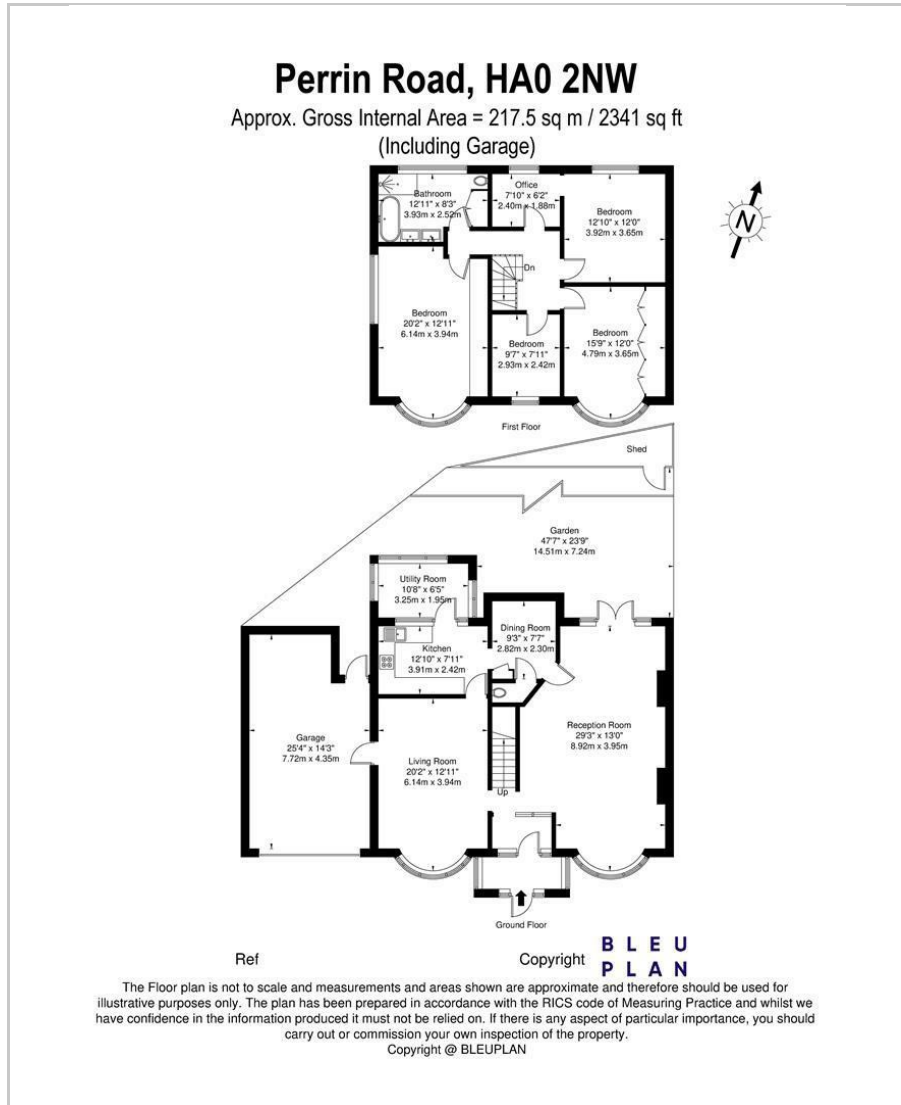 Perrin Road, HA0 2NW
Approx. Gross Internal Area = 217.5 sq m / 2341 sq ft
(Including Garage)
Bathroom
12'11" x 8'3"
3.93m x 2.52m
Office
7'10" x 6'2"
2.40m x 1.88m
Bedroom
12'10" x 12'0"
3.92m x 3.65m
N
Dn
Bedroom
20'2" x 12'11"
6.14m x 3.94m
Bedroom
9'7" x 7'11"
2.93m x 2.42m
Bedroom
15'9" x 12'0"
4.79m x 3.65m
First Floor
Shed
Garden
47'7" x 23'9"
14.51m x 7.24m
Utility Room
10'8" x 6'5"
3.25m x 1.95m
Dining Room
9'3" x 7'7"
2.82m x 2.30m
Kitchen
12'10" x 7'11"
3.91m x 2.42m
Reception Room
29'3" x 13'0"
8.92m x 3.95m
Garage
25'4" x 14'3"
7.72m x 4.35m
Living Room
20'2" x 12'11"
6.14m x 3.94m
Up
Ground Floor
Ref
Copyright
BLEU
PLAN
The Floor plan is not to scale and measurements and areas shown are approximate and therefore should be used for
illustrative purposes only. The plan has been prepared in accordance with the RICS code of Measuring Practice and whilst we
have confidence in the information produced it must not be relied on. If there is any aspect of particular importance, you should
carry out or commission your own inspection of the property.
Copyright @ BLEUPLAN